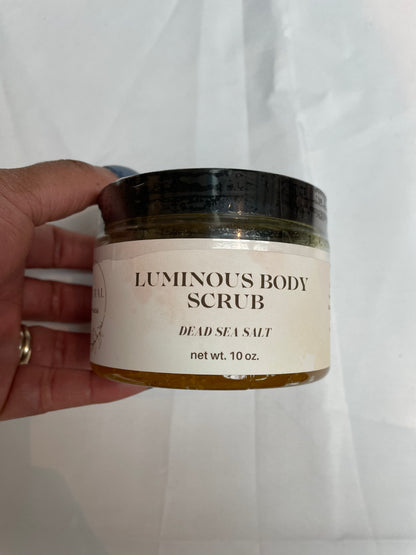 LUMINOUS BODY
SCRUB
DEAD SEA SALT
net wt. 10 oz.